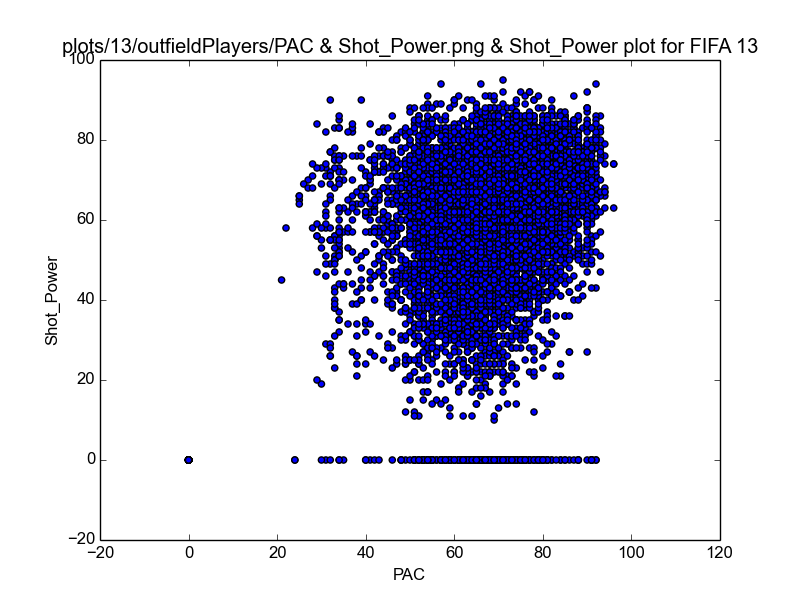 plots/13/outfieldPlayers/PAC & Shot_Power.png & Shot_Power plot for FIFA 13
100
80
60
40
20
0
−20
Shot_Power
−20 0 20 40 60 80 100 120
PAC